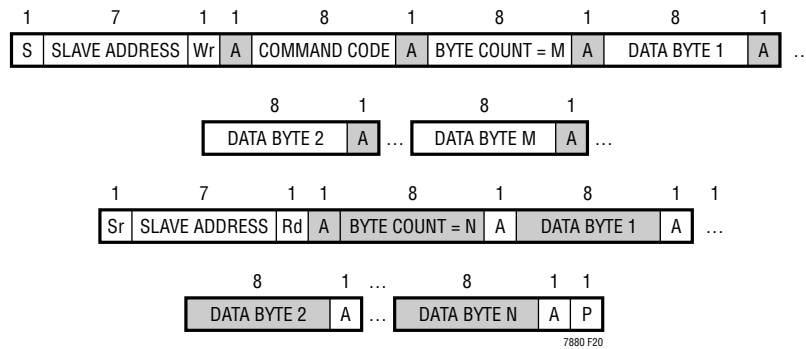 1 7 1 1 8 1 8 1 8 1
S SLAVE ADDRESS Wr A COMMAND CODE A BYTE COUNT = M A DATA BYTE 1 A ..
8 1 8 1
DATA BYTE 2 A ... DATA BYTE M A ...
1 7 1 1 8 1 8 1 1
Sr SLAVE ADDRESS Rd A BYTE COUNT = N A DATA BYTE 1 A ...
8 1 ... 8 1 1
DATA BYTE 2 A ... DATA BYTE N A P
7880 F20